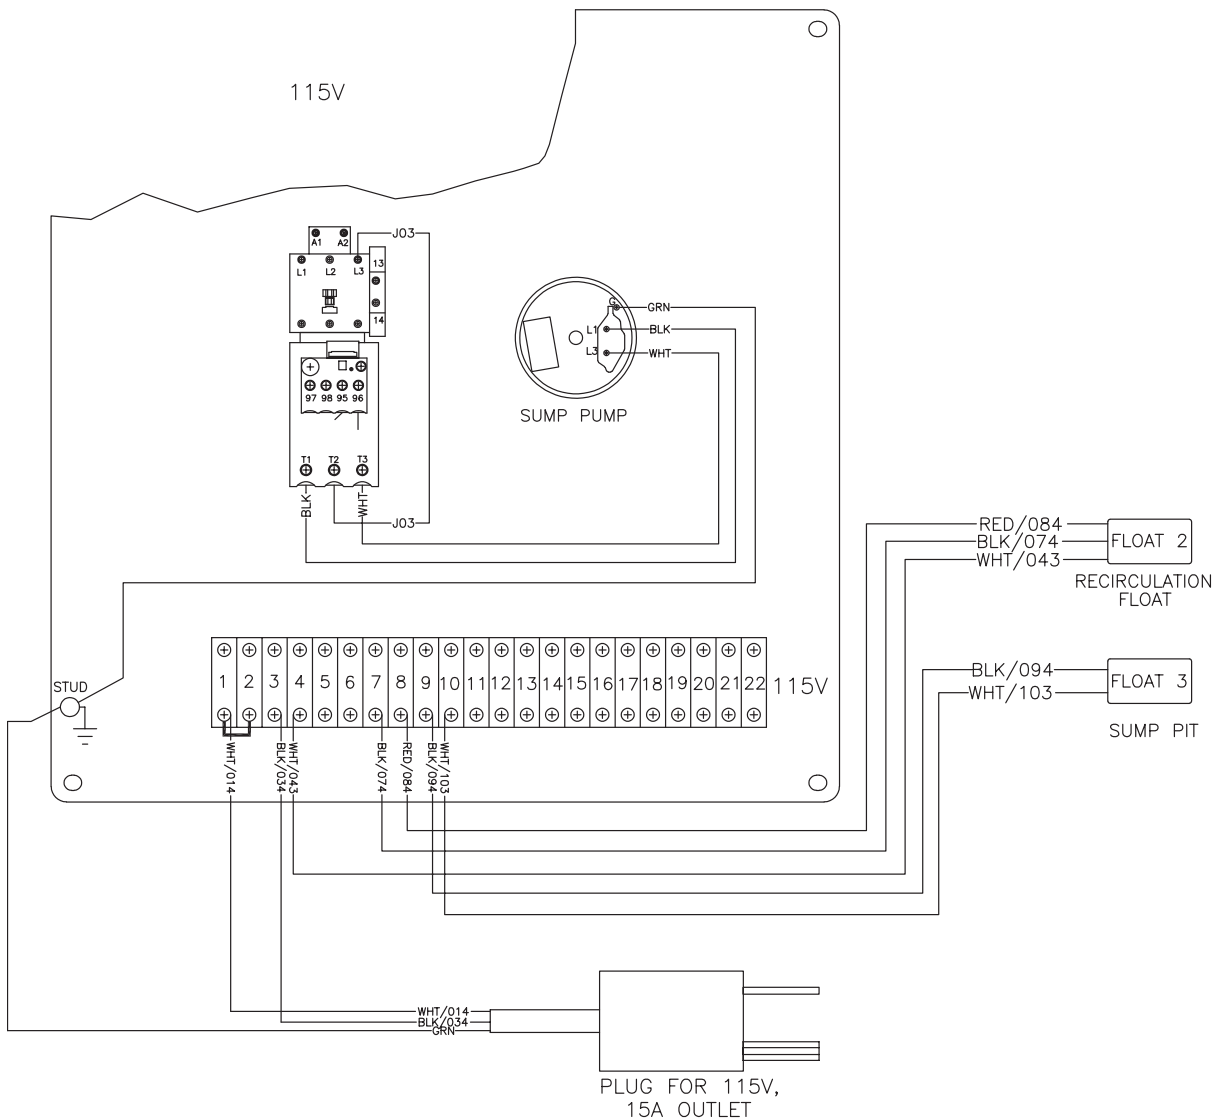 115V
J03
A1 A2
L1 L2 L3
13
14
G
GRN
L1
BLK
L3
WHT
97 98 95 96
SUMP PUMP
T1 T2 T3
BLK
WHT
J03
RED/084
BLK/074
WHT/043
FLOAT 2
RECIRCULATION
FLOAT
BLK/094
WHT/103
FLOAT 3
SUMP PIT
STUD
1 2 3 4 5 6 7 8 9 10 11 12 13 14 15 16 17 18 19 20 21 22 115V
WHT/014
BLK/034
WHT/043
BLK/074
RED/084
BLK/094
WHT/103
WHT/014
BLK/034
GRN
PLUG FOR 115V,
15A OUTLET